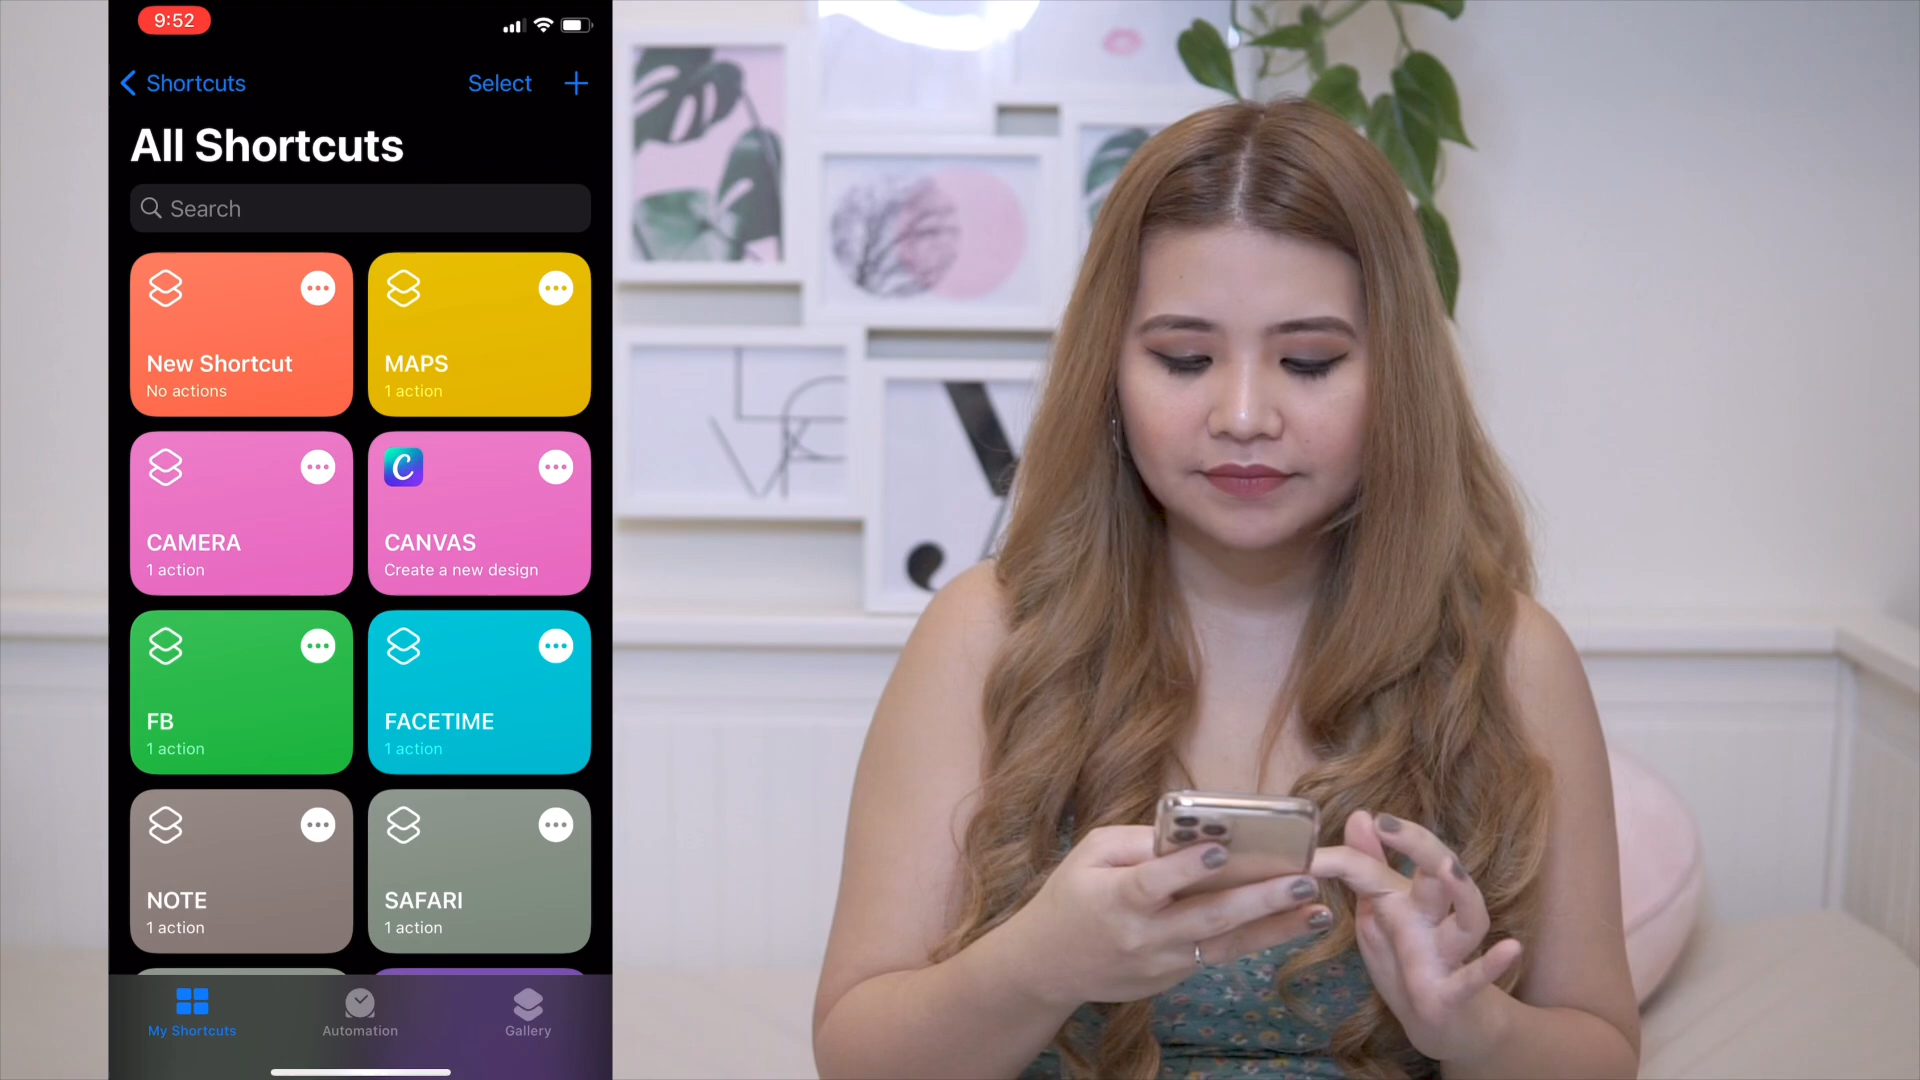 9:52
Shortcuts
Select
All Shortcuts
Search
New Shortcut
No actions
MAPS
1 action
CAMERA
1 action
CANVAS
Create a new design
FB
1 action
FACETIME
1 action
NOTE
1 action
SAFARI
1 action
My Shortcuts
Automation
Gallery